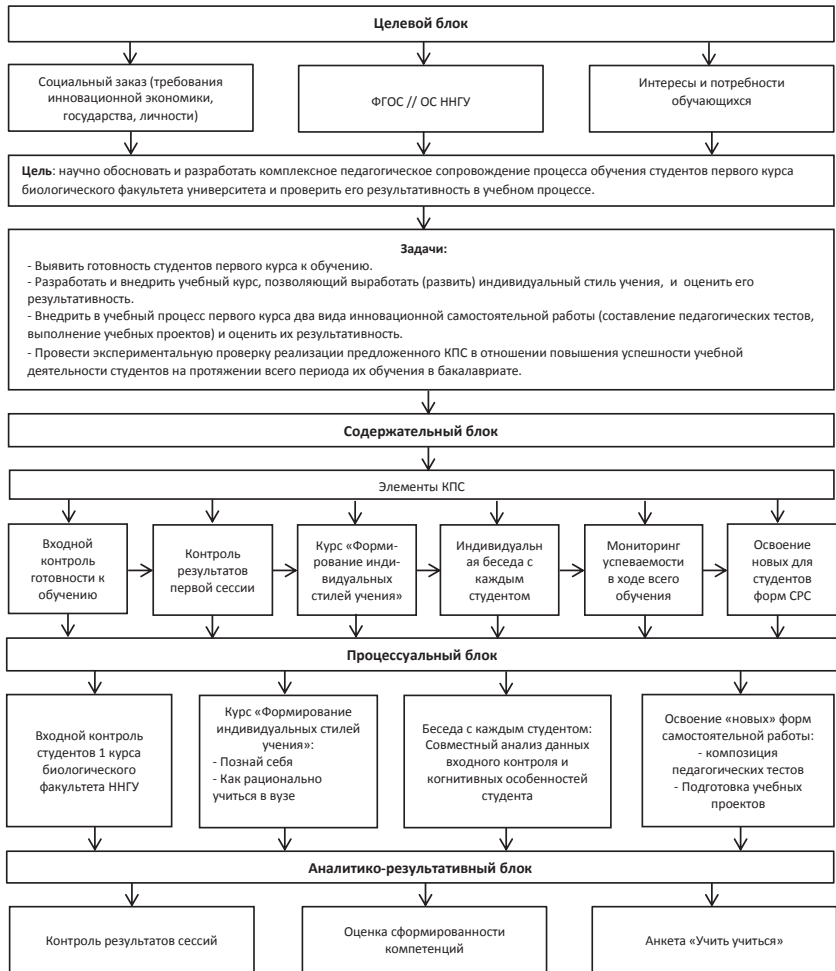 Целевой блок
Социальный заказ (требования
инновационной экономики,
государства, личности)
ФГОС // ОС ННГУ
Интересы и потребности
обучающихся
Цель: научно обосновать и разработать комплексное педагогическое сопровождение процесса обучения студентов первого курса
биологического факультета университета и проверить его результативность в учебном процессе.
Задачи:
- Выявить готовность студентов первого курса к обучению.
- Разработать и внедрить учебный курс, позволяющий выработать (развить) индивидуальный стиль учения, и оценить его
результативность.
- Внедрить в учебный процесс первого курса два вида инновационной самостоятельной работы (составление педагогических тестов,
выполнение учебных проектов) и оценить их результативность.
- Провести экспериментальную проверку реализации предложенного КПС в отношении повышения успешности учебной
деятельности студентов на протяжении всего периода их обучения в бакалавриате.
Содержательный блок
Элементы КПС
Входной
контроль
готовности к
обучению
Контроль
результатов
первой сессии
Курс «Форми-
рование инди-
видуальных
стилей учения»
Индивидуальн
ая беседа с
каждым
студентом
Мониторинг
успеваемости
в ходе всего
обучения
Освоение
новых для
студентов
форм СРС
Процессуальный блок
Входной контроль
студентов 1 курса
биологического
факультета ННГУ
Курс «Формирование
индивидуальных стилей
учения»:
- Познай себя
- Как рационально
учиться в вузе
Беседа с каждым студентом:
Совместный анализ данных
входного контроля и
когнитивных особенностей
студента
Освоение «новых» форм
самостоятельной работы:
- композиция
педагогических тестов
- Подготовка учебных
проектов
Аналитико-результативный блок
Контроль результатов сессий
Оценка сформированности
компетенций
Анкета «Учить учиться»